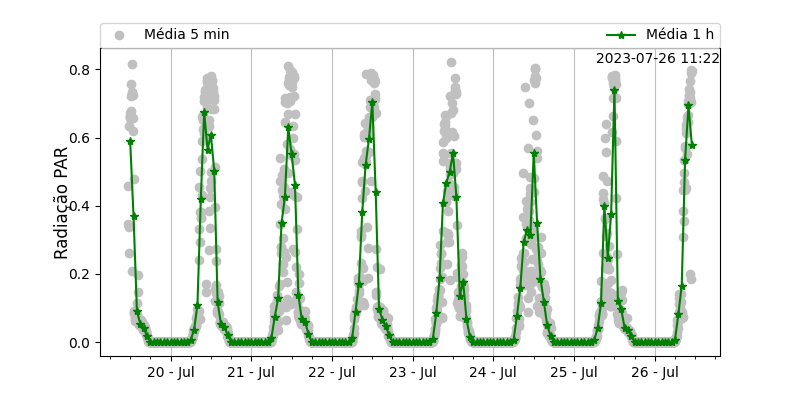 Média 5 min
Média 1 h
2023-07-26 11:22
Radiação PAR
0.8
0.6
0.4
0.2
0.0
20 - Jul
21 - Jul
22 - Jul
23 - Jul
24 - Jul
25 - Jul
26 - Jul